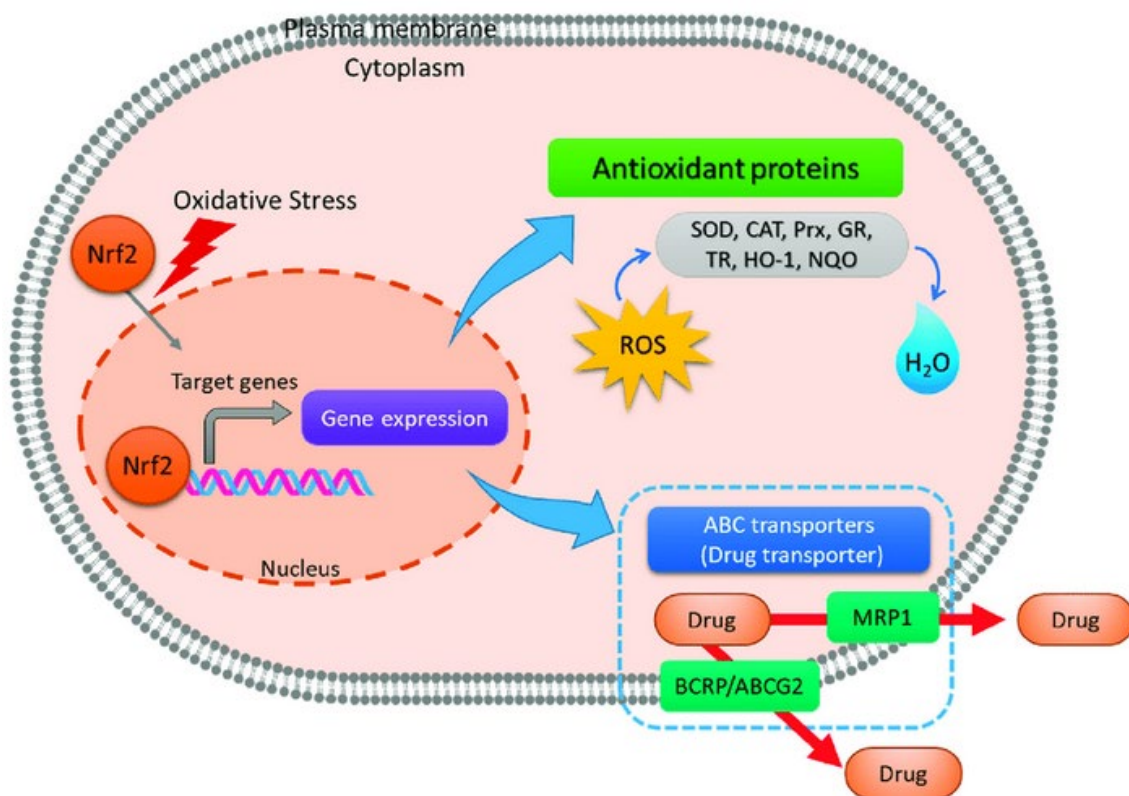 Plasma membrane
Cytoplasm
Antioxidant proteins
Oxidative Stress
Nrf2
SOD, CAT, Prx, GR,
TR, HO-1, NQO
ROS
H₂O
Target genes
Gene expression
Nrf2
Nucleus
ABC transporters
(Drug transporter)
Drug
MRP1
Drug
BCRP/ABCG2
Drug